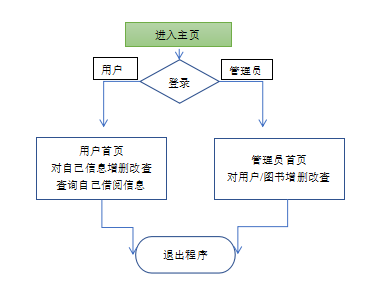 进入主页
用户
管理员
登录
用户首页
对自己信息增删改查
查询自己借阅信息
管理员首页
对用户/图书增删改查
退出程序